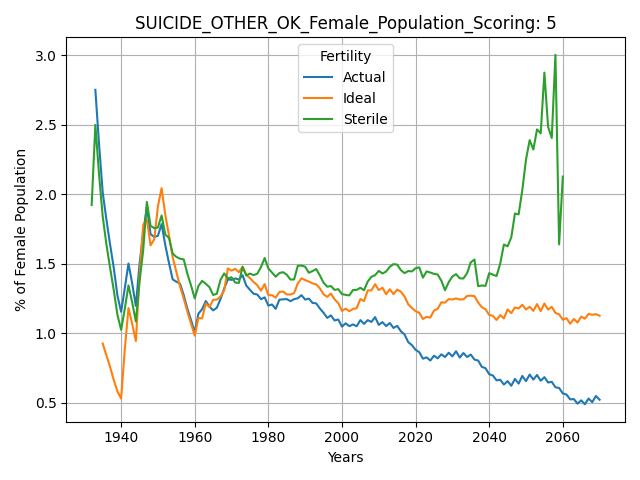 SUICIDE_OTHER_OK_Female_Population_Scoring: 5
Fertility
Actual
Ideal
Sterile
% of Female Population
3.0
2.5
2.0
1.5
1.0
0.5
1940 1960 1980 2000 2020 2040 2060
Years